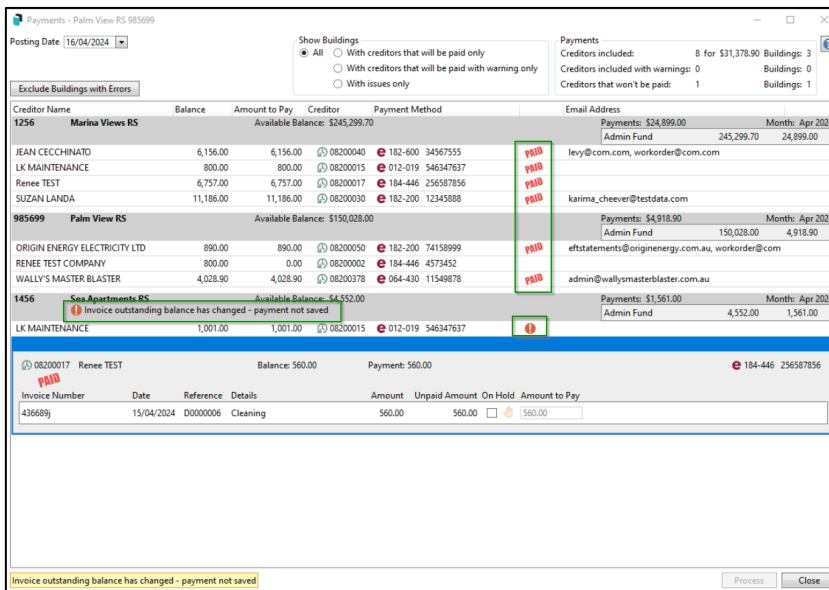 Payments - Palm View RS 985699
Posting Date 16/04/2024
Show Buildings
All
With creditors that will be paid only
With creditors that will be paid with warning only
With issues only
Payments
Creditors included: 8 for $31,378.90 Buildings: 3
Creditors included with warnings: 0 Buildings: 0
Creditors that won't be paid: 1 Buildings: 1
Exclude Buildings with Errors
Creditor Name Balance Amount to Pay Creditor Payment Method Email Address
1256 Marina Views RS Available Balance: $245,299.70 Payments: $24,899.00 Month: Apr 202
Admin Fund 245,299.70 24,899.00
JEAN CECCHINATO 6,156.00 6,156.00 08200040 e 182-600 34567555 PAID levy@com.com, workorder@com.com
LK MAINTENANCE 800.00 800.00 08200015 e 012-019 546347637 PAID
Renee TEST 6,757.00 6,757.00 08200017 e 184-446 256587856 PAID
SUZAN LANDA 11,186.00 11,186.00 08200030 e 182-200 12345888 PAID karima_cheever@testdata.com
985699 Palm View RS Available Balance: $150,028.00 Payments: $4,918.90 Month: Apr 202
Admin Fund 150,028.00 4,918.90
ORIGIN ENERGY ELECTRICITY LTD 890.00 890.00 08200050 e 182-200 74158999 PAID eftstatements@originenergy.com.au, workorder@com
RENEE TEST COMPANY 800.00 0.00 08200002 e 184-446 4573452
WALLY'S MASTER BLASTER 4,028.90 4,028.90 08200378 e 064-430 11549878 PAID admin@wallysmasterblaster.com.au
1456 Sea Apartments RS Available Balance: $4,552.00 Payments: $1,561.00 Month: Apr 202
Invoice outstanding balance has changed - payment not saved
Admin Fund 4,552.00 1,561.00
LK MAINTENANCE 1,001.00 1,001.00 08200015 e 012-019 546347637
08200017 Renee TEST Balance: 560.00 Payment: 560.00 e 184-446 256587856
PAID
Invoice Number Date Reference Details Amount Unpaid Amount On Hold Amount to Pay
436689j 15/04/2024 D0000006 Cleaning 560.00 560.00 560.00
Invoice outstanding balance has changed - payment not saved
Process
Close